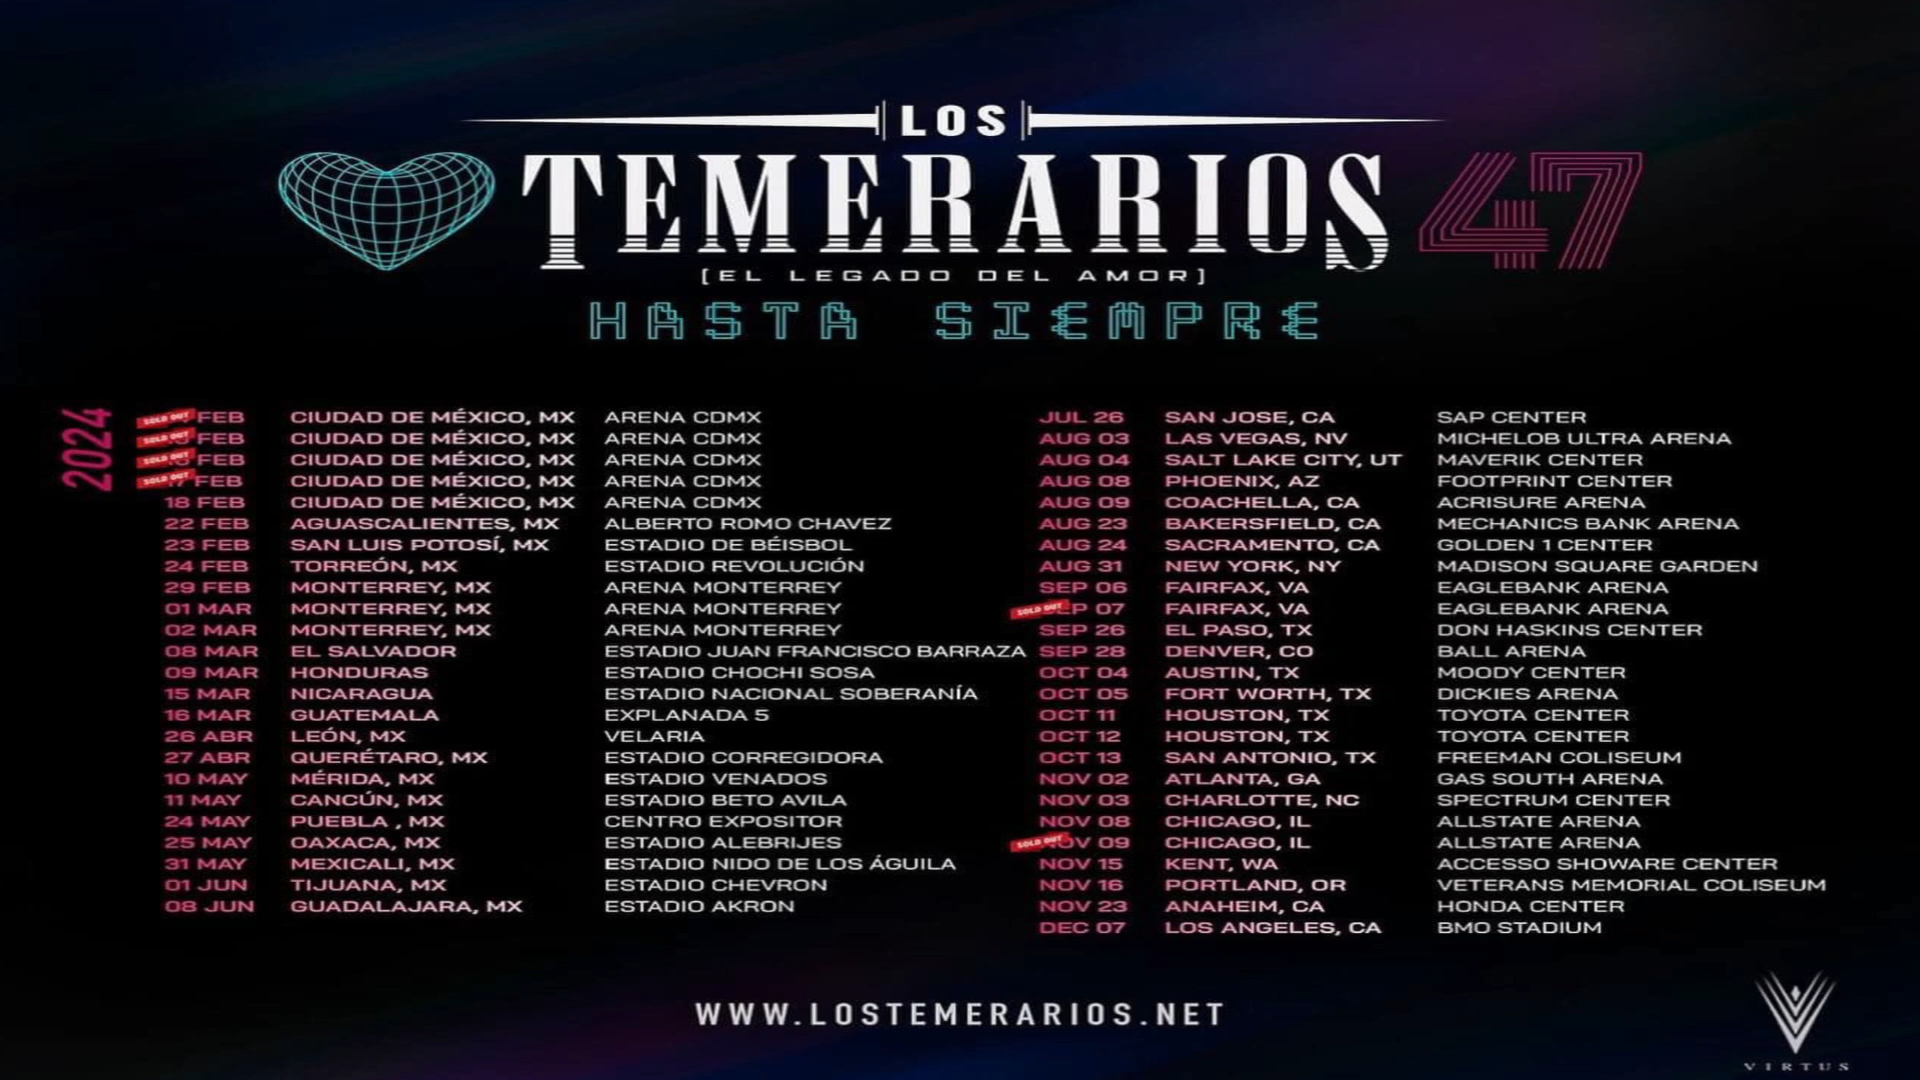 LOS
TEMERARIOS 47
[EL LEGADO DEL AMOR]
HASTA SIEMPRE
2024
SOLD OUT FEB CIUDAD DE MÉXICO, MX ARENA CDMX
SOLD OUT FEB CIUDAD DE MÉXICO, MX ARENA CDMX
SOLD OUT FEB CIUDAD DE MÉXICO, MX ARENA CDMX
SOLD OUT FEB CIUDAD DE MÉXICO, MX ARENA CDMX
18 FEB CIUDAD DE MÉXICO, MX ARENA CDMX
22 FEB AGUASCALIENTES, MX ALBERTO ROMO CHAVEZ
23 FEB SAN LUIS POTOSÍ, MX ESTADIO DE BÉISBOL
24 FEB TORREÓN, MX ESTADIO REVOLUCIÓN
29 FEB MONTERREY, MX ARENA MONTERREY
01 MAR MONTERREY, MX ARENA MONTERREY
02 MAR MONTERREY, MX ARENA MONTERREY
08 MAR EL SALVADOR ESTADIO JUAN FRANCISCO BARRAZA
09 MAR HONDURAS ESTADIO CHOCHI SOSA
15 MAR NICARAGUA ESTADIO NACIONAL SOBERANÍA
16 MAR GUATEMALA EXPLANADA 5
26 ABR LEÓN, MX VELARIA
27 ABR QUERÉTARO, MX ESTADIO CORREGIDORA
10 MAY MÉRIDA, MX ESTADIO VENADOS
11 MAY CANCÚN, MX ESTADIO BETO AVILA
24 MAY PUEBLA , MX CENTRO EXPOSITOR
25 MAY OAXACA, MX ESTADIO ALEBRIJES
31 MAY MEXICALI, MX ESTADIO NIDO DE LOS ÁGUILA
01 JUN TIJUANA, MX ESTADIO CHEVRON
08 JUN GUADALAJARA, MX ESTADIO AKRON
JUL 26 SAN JOSE, CA SAP CENTER
AUG 03 LAS VEGAS, NV MICHELOB ULTRA ARENA
AUG 04 SALT LAKE CITY, UT MAVERIK CENTER
AUG 08 PHOENIX, AZ FOOTPRINT CENTER
AUG 09 COACHELLA, CA ACRISURE ARENA
AUG 23 BAKERSFIELD, CA MECHANICS BANK ARENA
AUG 24 SACRAMENTO, CA GOLDEN 1 CENTER
AUG 31 NEW YORK, NY MADISON SQUARE GARDEN
SEP 06 FAIRFAX, VA EAGLEBANK ARENA
SOLD OUT SEP 07 FAIRFAX, VA EAGLEBANK ARENA
SEP 26 EL PASO, TX DON HASKINS CENTER
SEP 28 DENVER, CO BALL ARENA
OCT 04 AUSTIN, TX MOODY CENTER
OCT 05 FORT WORTH, TX DICKIES ARENA
OCT 11 HOUSTON, TX TOYOTA CENTER
OCT 12 HOUSTON, TX TOYOTA CENTER
OCT 13 SAN ANTONIO, TX FREEMAN COLISEUM
NOV 02 ATLANTA, GA GAS SOUTH ARENA
NOV 03 CHARLOTTE, NC SPECTRUM CENTER
NOV 08 CHICAGO, IL ALLSTATE ARENA
SOLD OUT NOV 09 CHICAGO, IL ALLSTATE ARENA
NOV 15 KENT, WA ACCESSO SHOWARE CENTER
NOV 16 PORTLAND, OR VETERANS MEMORIAL COLISEUM
NOV 23 ANAHEIM, CA HONDA CENTER
DEC 07 LOS ANGELES, CA BMO STADIUM
WWW.LOSTEMERARIOS.NET
VIRTUS